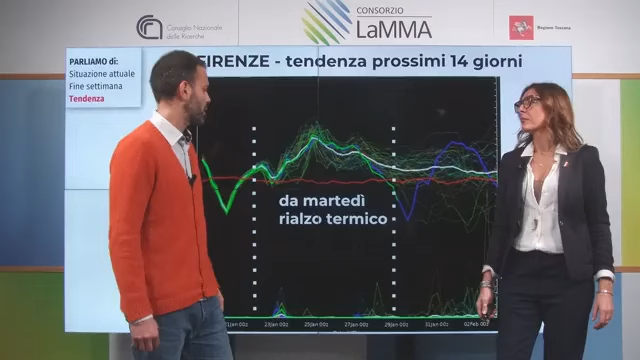 Consiglio Nazionale
delle Ricerche
CONSORZIO
LaMMA
Regione Toscana
PARLIAMO di:
Situazione attuale
Fine settimana
Tendenza
FIRENZE - tendenza prossimi 14 giorni
da martedì
rialzo termico
23Jan 00z 25Jan 00z 27Jan 00z 29Jan 00z 31Jan 00z 02Feb 00z